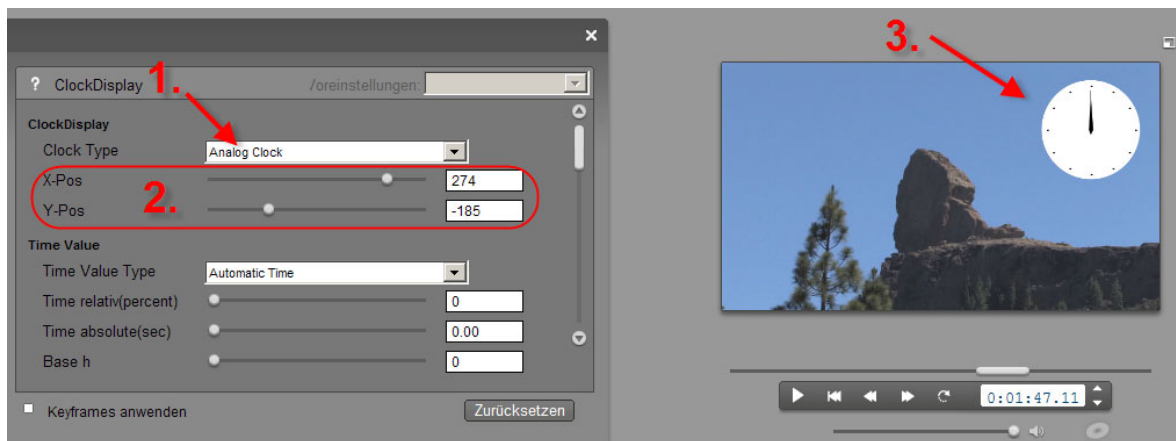 1.
3.
? ClockDisplay /oreinstellungen:
ClockDisplay
Clock Type Analog Clock
X-Pos 274
2.
Y-Pos -185
Time Value
Time Value Type Automatic Time
Time relativ(percent) 0
Time absolute(sec) 0.00
Base h 0
Keyframes anwenden Zurücksetzen
0:01:47.11